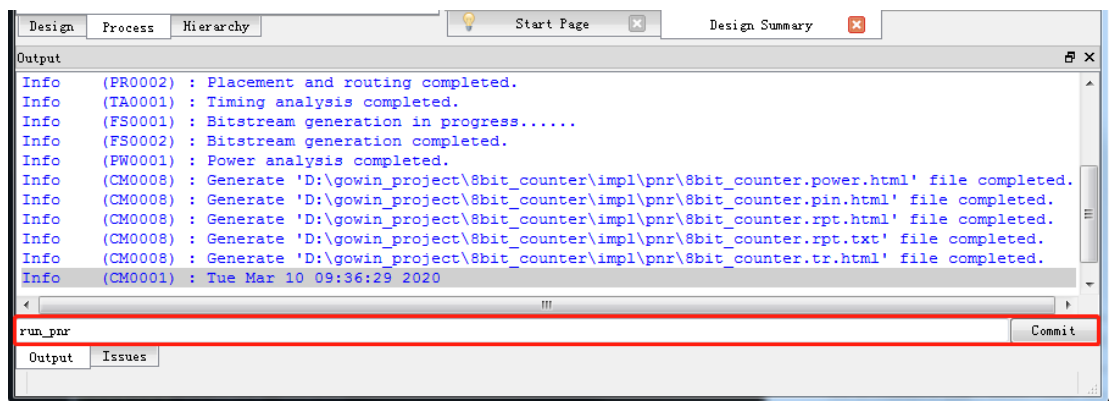 Design Process Hierarchy Start Page Design Summary
Output
Info (PR0002) : Placement and routing completed.
Info (TA0001) : Timing analysis completed.
Info (FS0001) : Bitstream generation in progress......
Info (FS0002) : Bitstream generation completed.
Info (PW0001) : Power analysis completed.
Info (CM0008) : Generate 'D:\gowin_project\8bit_counter\impl\pnr\8bit_counter.power.html' file completed.
Info (CM0008) : Generate 'D:\gowin_project\8bit_counter\impl\pnr\8bit_counter.pin.html' file completed.
Info (CM0008) : Generate 'D:\gowin_project\8bit_counter\impl\pnr\8bit_counter.rpt.html' file completed.
Info (CM0008) : Generate 'D:\gowin_project\8bit_counter\impl\pnr\8bit_counter.rpt.txt' file completed.
Info (CM0008) : Generate 'D:\gowin_project\8bit_counter\impl\pnr\8bit_counter.tr.html' file completed.
Info (CM0001) : Tue Mar 10 09:36:29 2020
run_pnr Commit
Output Issues